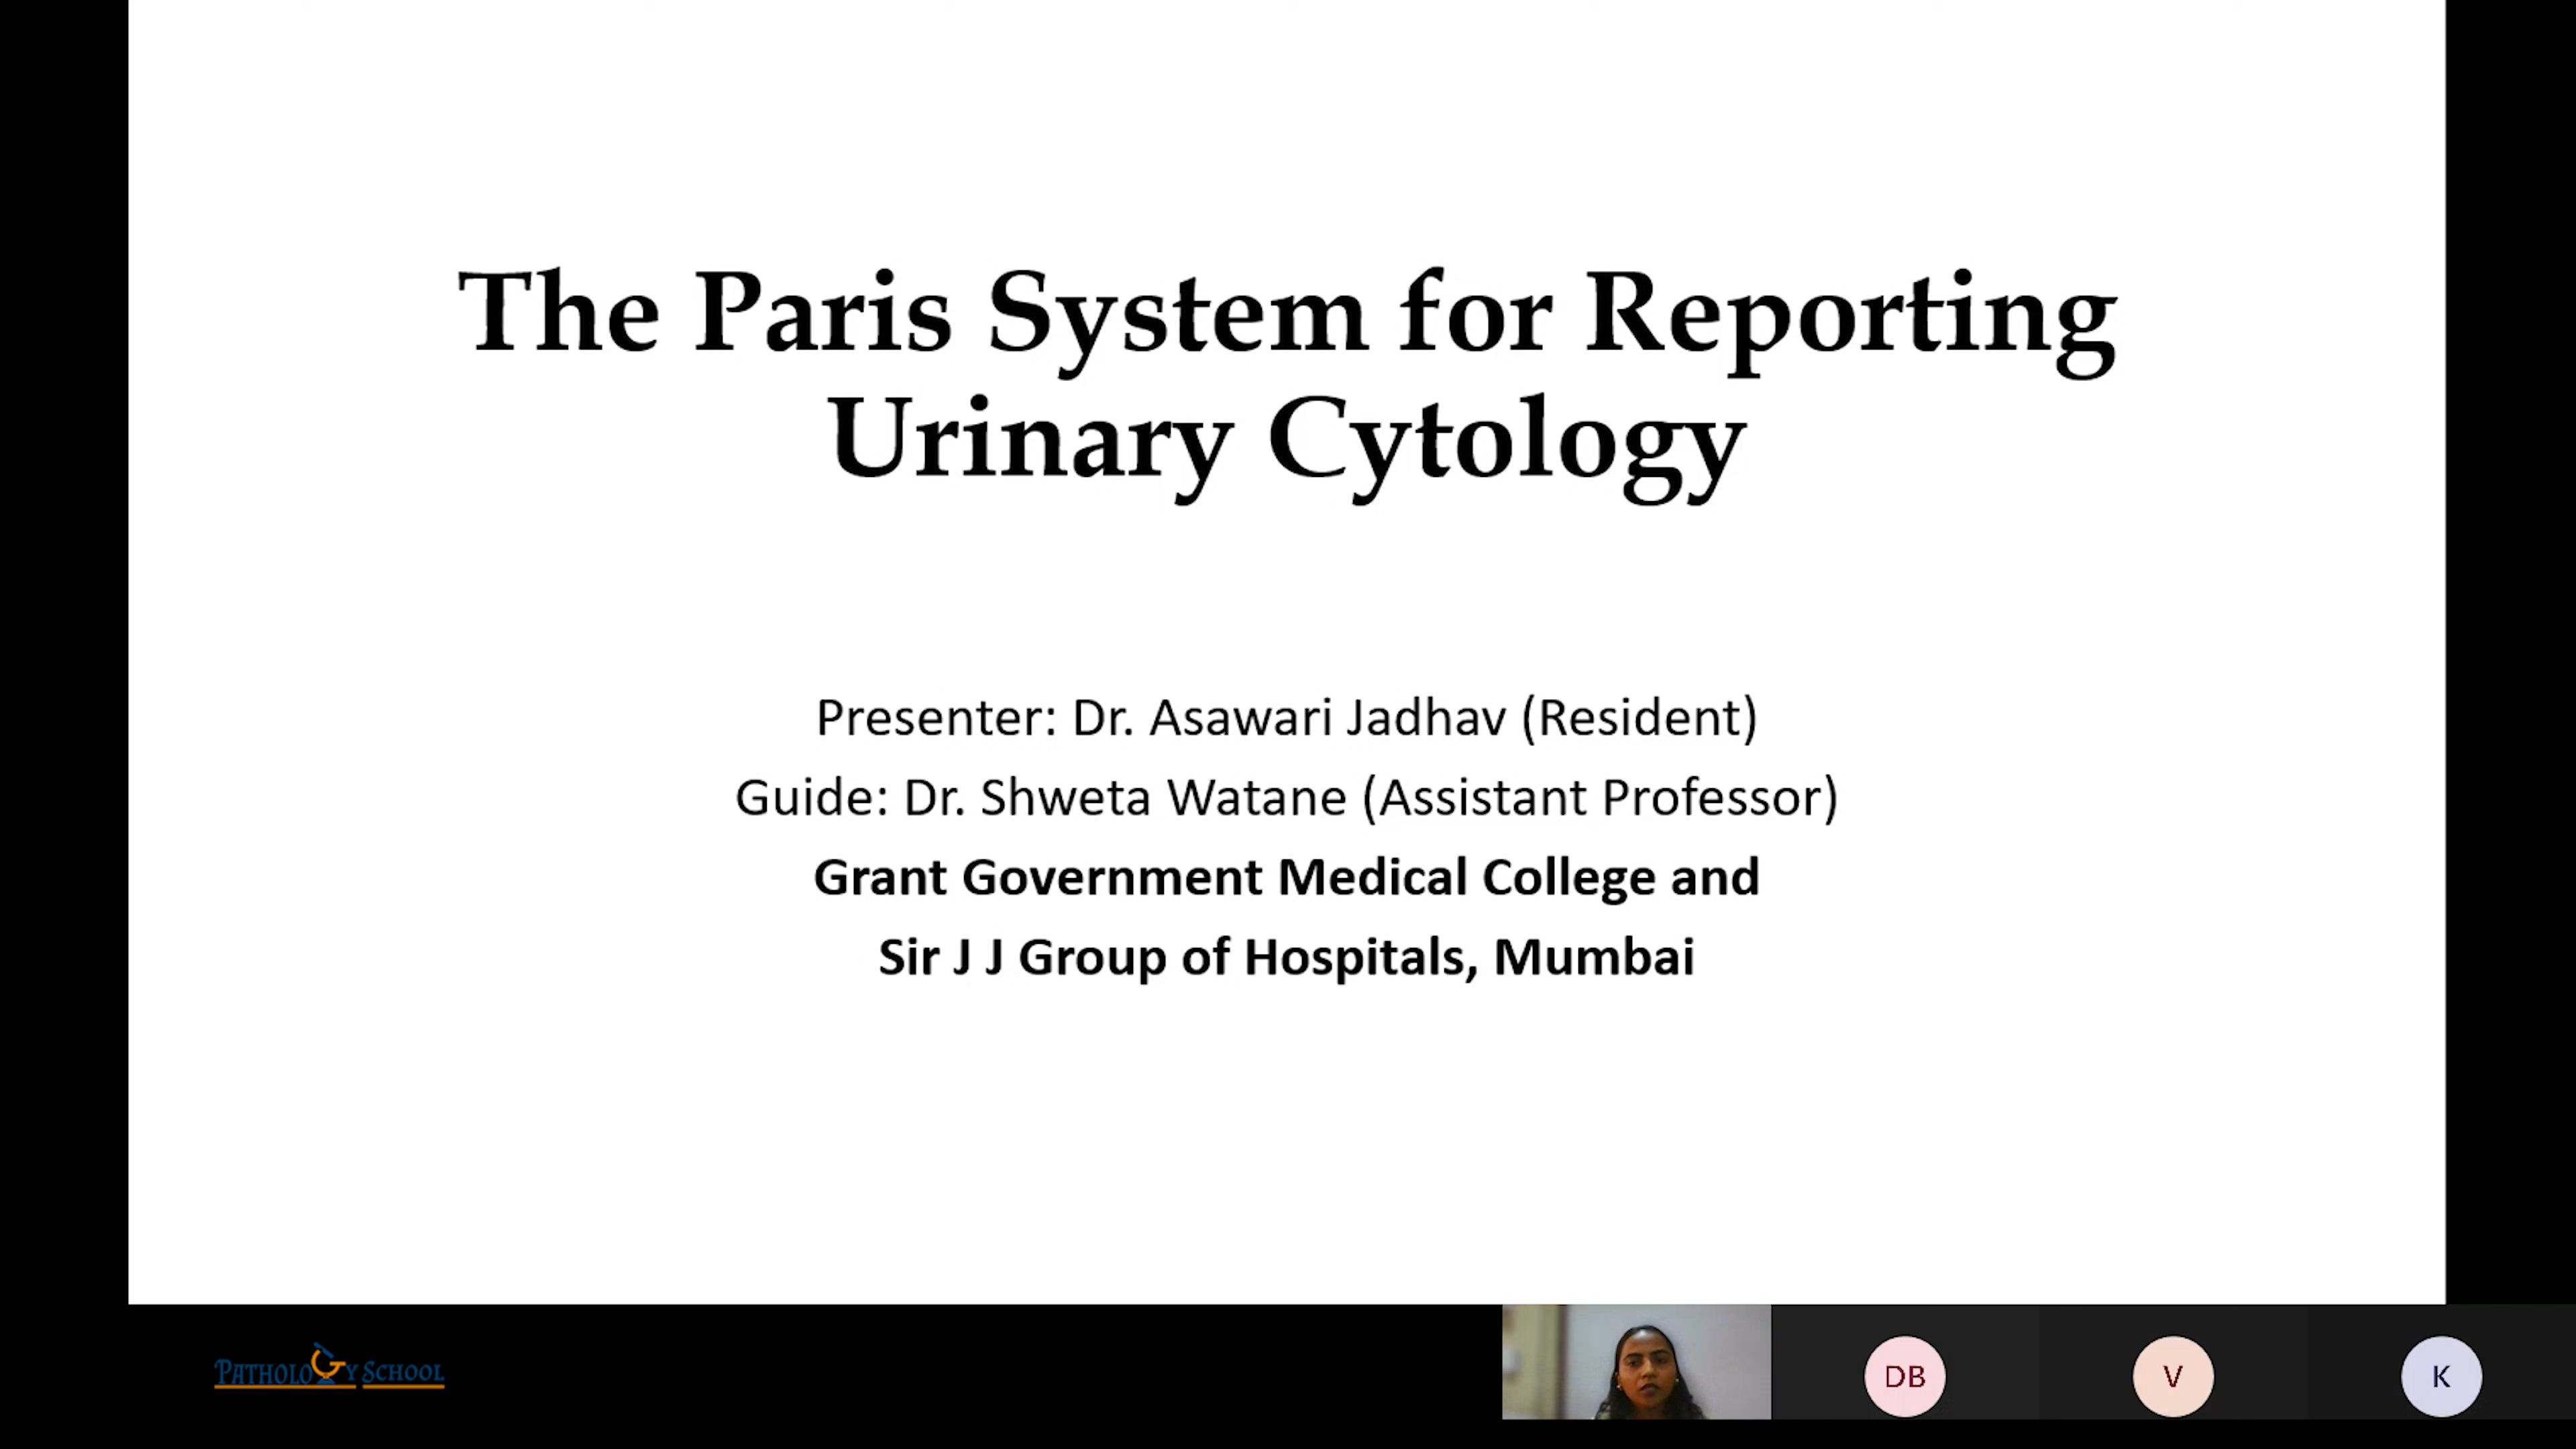 The Paris System for Reporting
Urinary Cytology
Presenter: Dr. Asawari Jadhav (Resident)
Guide: Dr. Shweta Watane (Assistant Professor)
Grant Government Medical College and
Sir J J Group of Hospitals, Mumbai
PATHOLOGY SCHOOL
DB
V
K